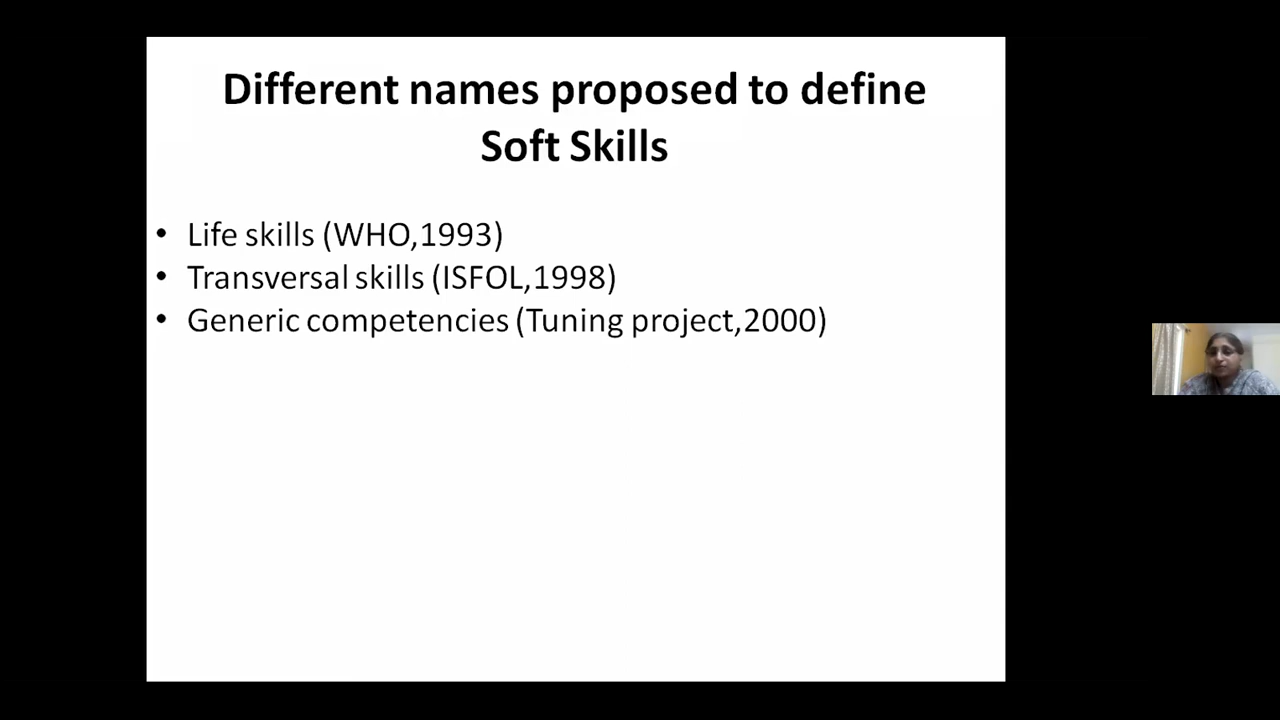 Different names proposed to define
Soft Skills
• Life skills (WHO,1993)
• Transversal skills (ISFOL,1998)
• Generic competencies (Tuning project,2000)